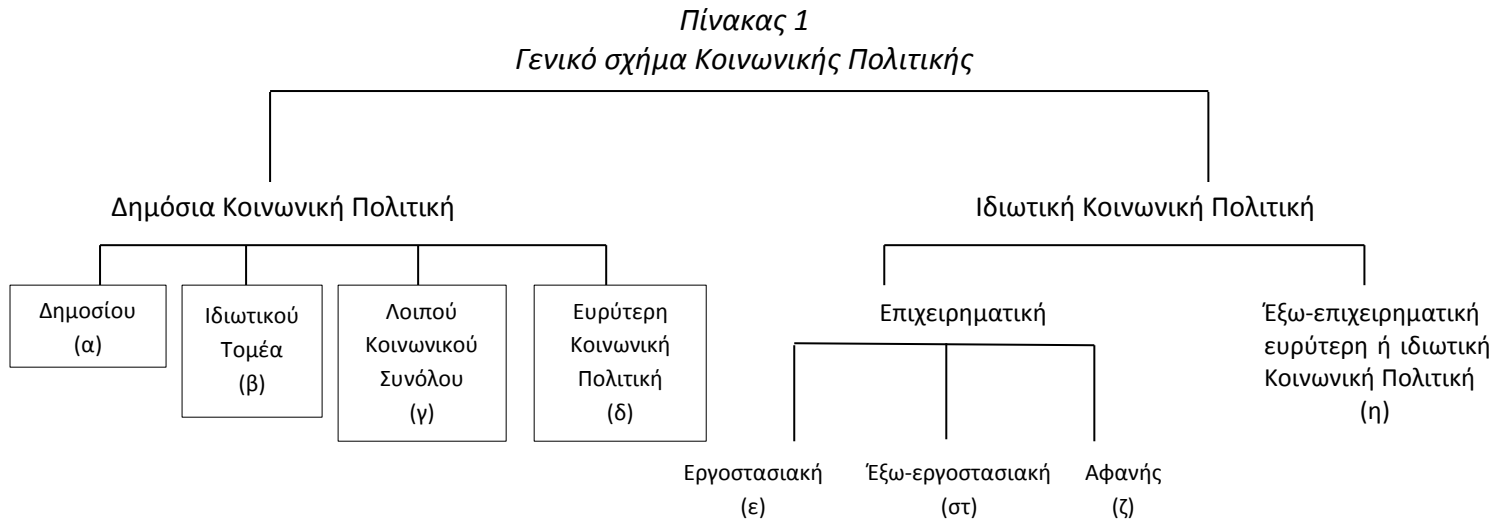 Πίνακας 1
Γενικό σχήμα Κοινωνικής Πολιτικής
Δημόσια Κοινωνική Πολιτική
Ιδιωτική Κοινωνική Πολιτική
Δημοσίου
(α)
Ιδιωτικού
Τομέα
(β)
Λοιπού
Κοινωνικού
Συνόλου
(γ)
Ευρύτερη
Κοινωνική
Πολιτική
(δ)
Επιχειρηματική
Έξω-επιχειρηματική
ευρύτερη ή ιδιωτική
Κοινωνική Πολιτική
(η)
Εργοστασιακή
(ε)
Έξω-εργοστασιακή
(στ)
Αφανής
(ζ)